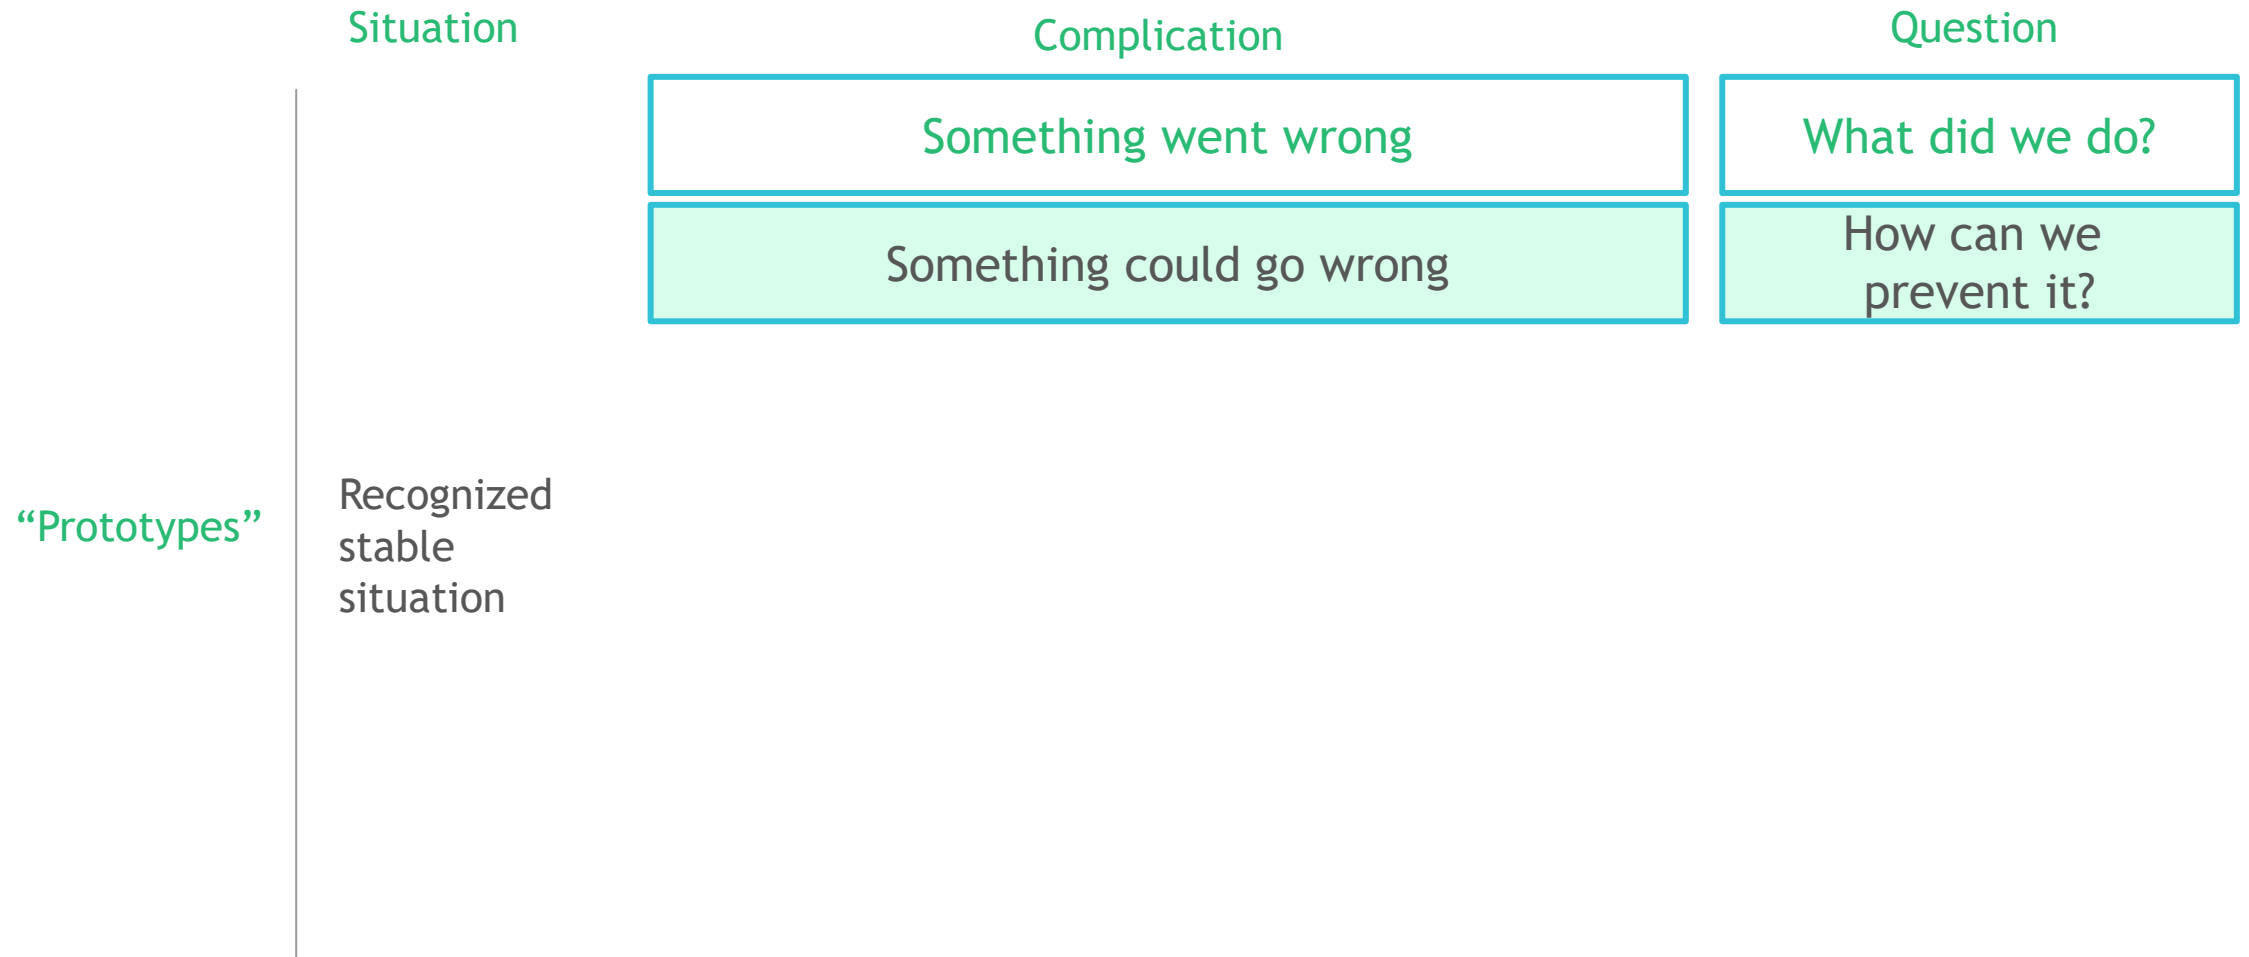 Situation
Complication
Question
Something went wrong
What did we do?
Something could go wrong
How can we
prevent it?
“Prototypes”
Recognized
stable
situation